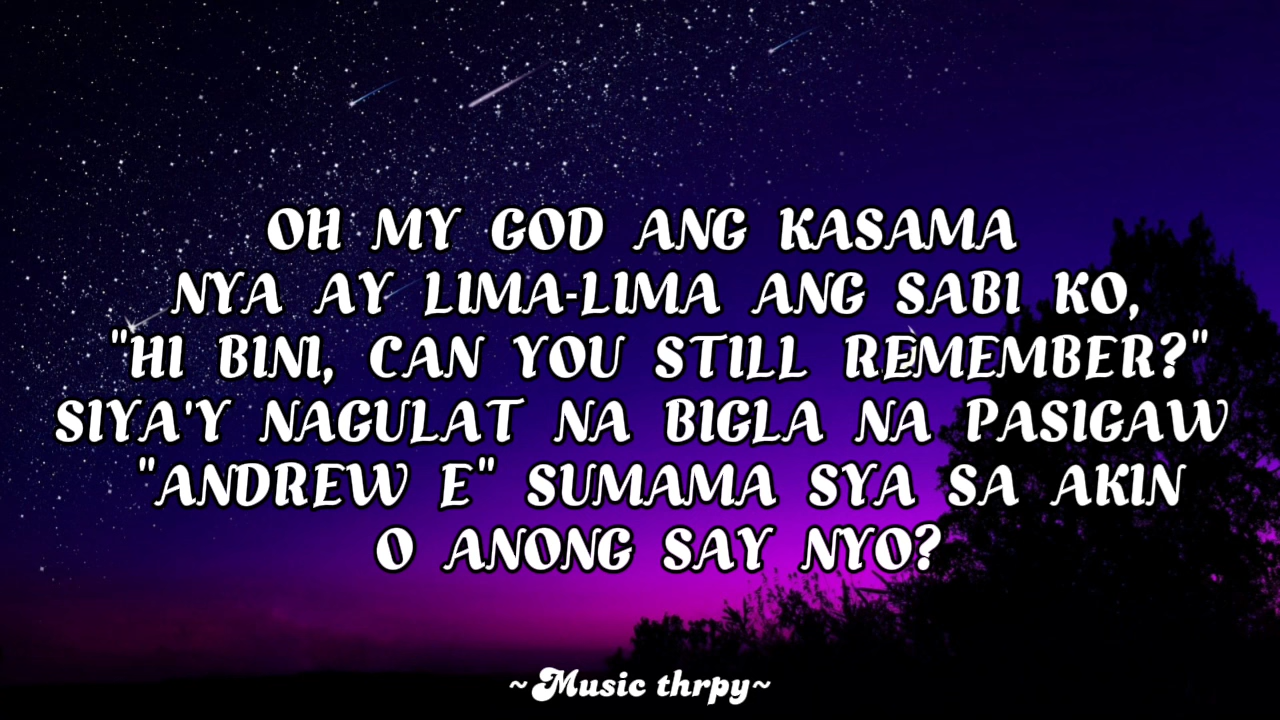 OH MY GOD ANG KASAMA
NYA AY LIMA-LIMA ANG SABI KO,
"HI BINI, CAN YOU STILL REMEMBER?"
SIYA'Y NAGULAT NA BIGLA NA PASIGAW
"ANDREW E" SUMAMA SYA SA AKIN
O ANONG SAY NYO?
~Music thrpy~